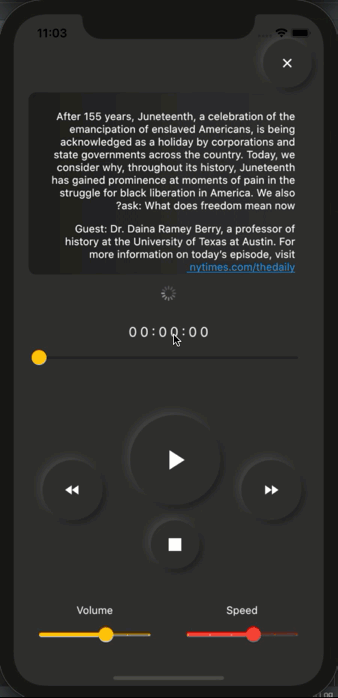 11:03
After 155 years, Juneteenth, a celebration of the
emancipation of enslaved Americans, is being
acknowledged as a holiday by corporations and
state governments across the country. Today, we
consider why, throughout its history, Juneteenth
has gained prominence at moments of pain in the
struggle for black liberation in America. We also
?ask: What does freedom mean now
Guest: Dr. Daina Ramey Berry, a professor of
history at the University of Texas at Austin. For
more information on today's episode, visit
nytimes.com/thedaily
00:00:00
Volume
Speed